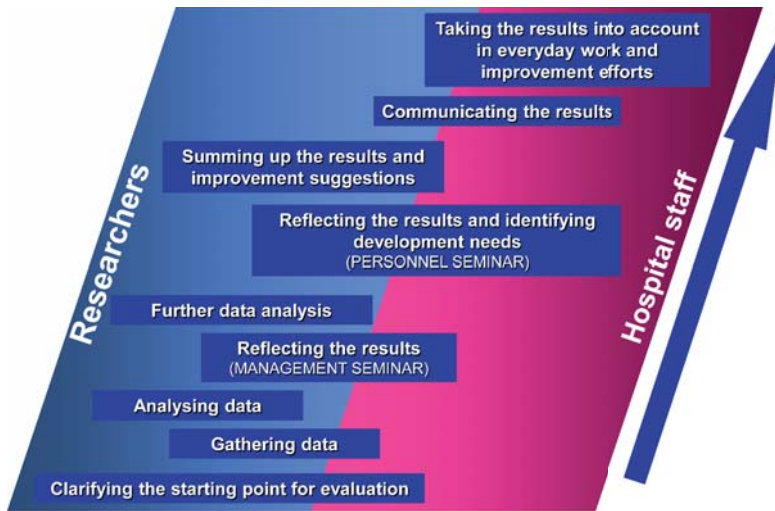 Taking the results into account
in everyday work and
improvement efforts
Communicating the results
Summing up the results and
improvement suggestions
Reflecting the results and identifying
development needs
(PERSONNEL SEMINAR)
Further data analysis
Reflecting the results
(MANAGEMENT SEMINAR)
Analysing data
Gathering data
Clarifying the starting point for evaluation
Researchers
Hospital staff